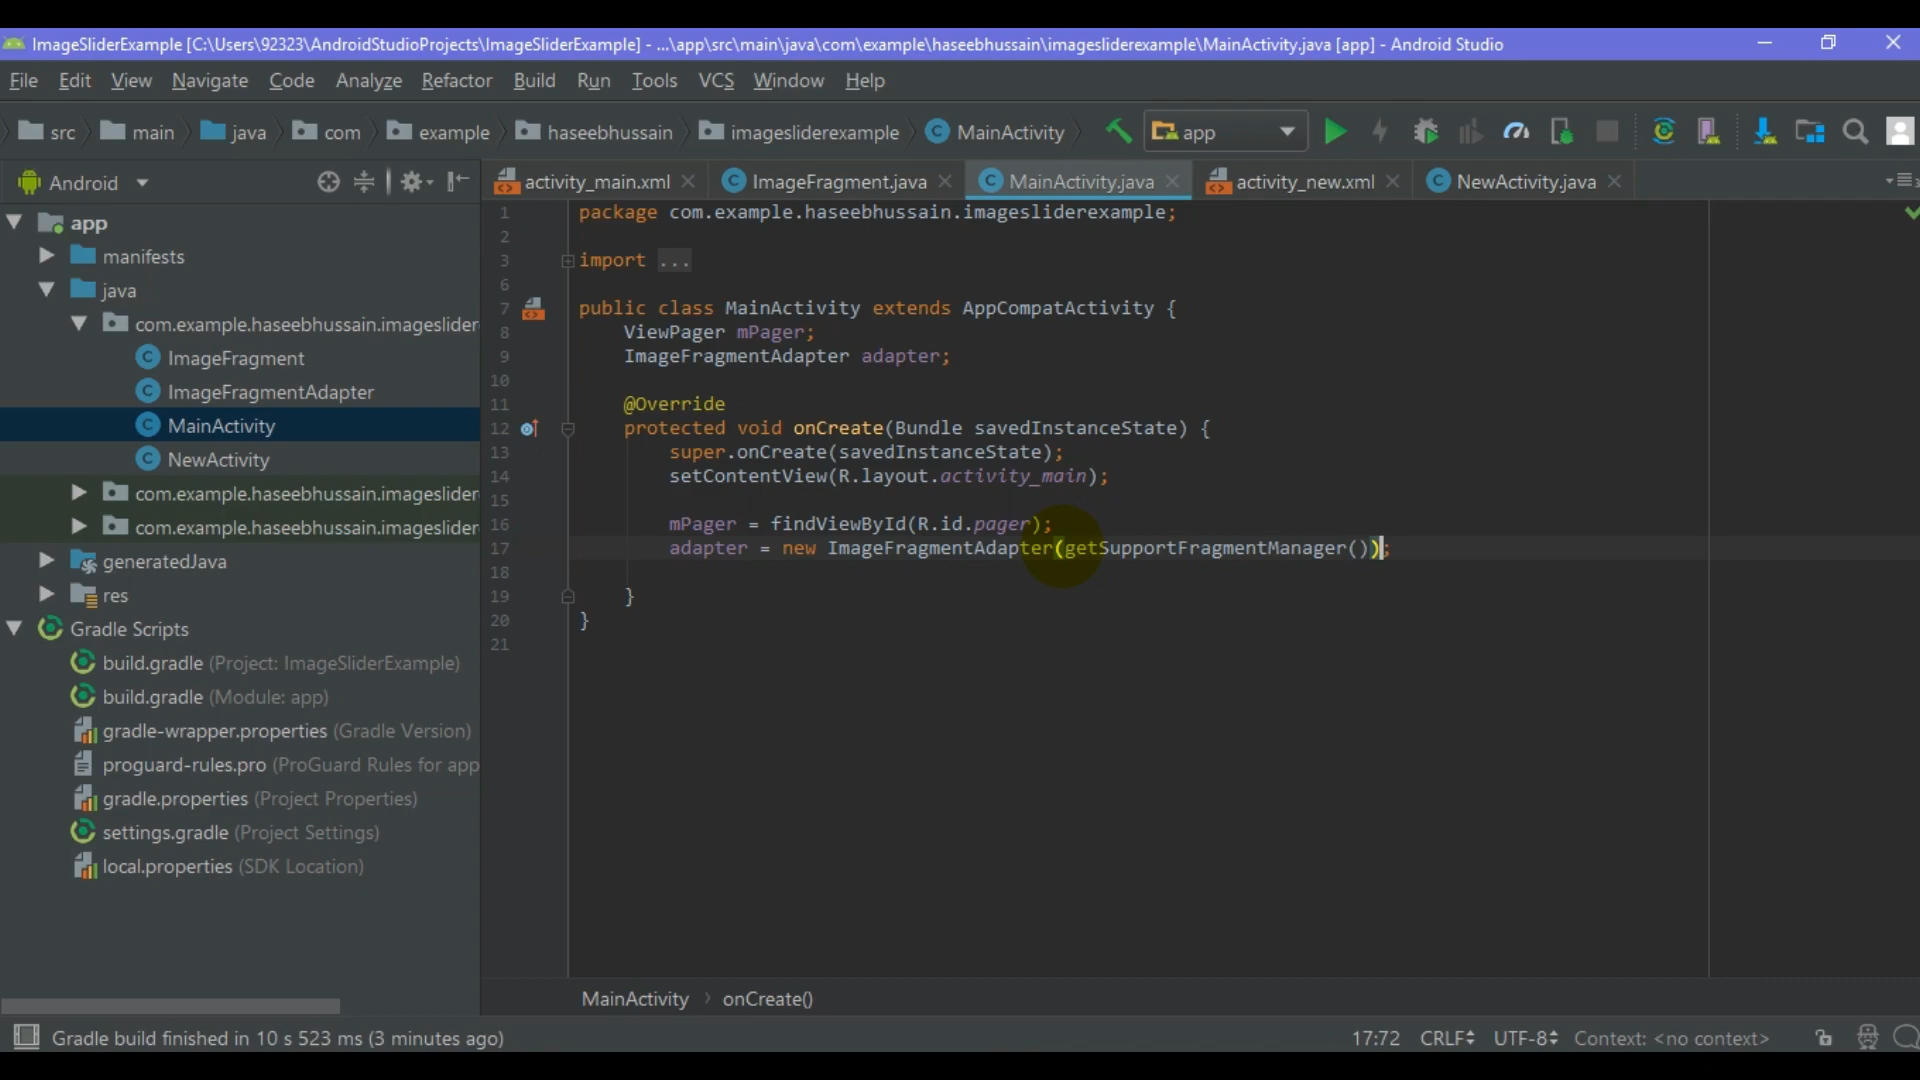 ImageSliderExample [C:\Users\92323\AndroidStudioProjects\ImageSliderExample] - ...\app\src\main\java\com\example\haseebhussain\imagesliderexample\MainActivity.java [app] - Android Studio
File Edit View Navigate Code Analyze Refactor Build Run Tools VCS Window Help
src main java com example haseebhussain imagesliderexample MainActivity app
Android activity_main.xml ImageFragment.java MainActivity.java activity_new.xml NewActivity.java
app
manifests
java
com.example.haseebhussain.imageslider
ImageFragment
ImageFragmentAdapter
MainActivity
NewActivity
com.example.haseebhussain.imageslider
com.example.haseebhussain.imageslider
generatedJava
res
Gradle Scripts
build.gradle (Project: ImageSliderExample)
build.gradle (Module: app)
gradle-wrapper.properties (Gradle Version)
proguard-rules.pro (ProGuard Rules for app
gradle.properties (Project Properties)
settings.gradle (Project Settings)
local.properties (SDK Location)
1 package com.example.haseebhussain.imagesliderexample;
2
3 import ...
6
7 public class MainActivity extends AppCompatActivity {
8 ViewPager mPager;
9 ImageFragmentAdapter adapter;
10
11 @Override
12 protected void onCreate(Bundle savedInstanceState) {
13 super.onCreate(savedInstanceState);
14 setContentView(R.layout.activity_main);
15
16 mPager = findViewById(R.id.pager);
17 adapter = new ImageFragmentAdapter(getSupportFragmentManager());
18
19 }
20 }
21
MainActivity › onCreate()
Gradle build finished in 10 s 523 ms (3 minutes ago) 17:72 CRLF UTF-8 Context: <no context>